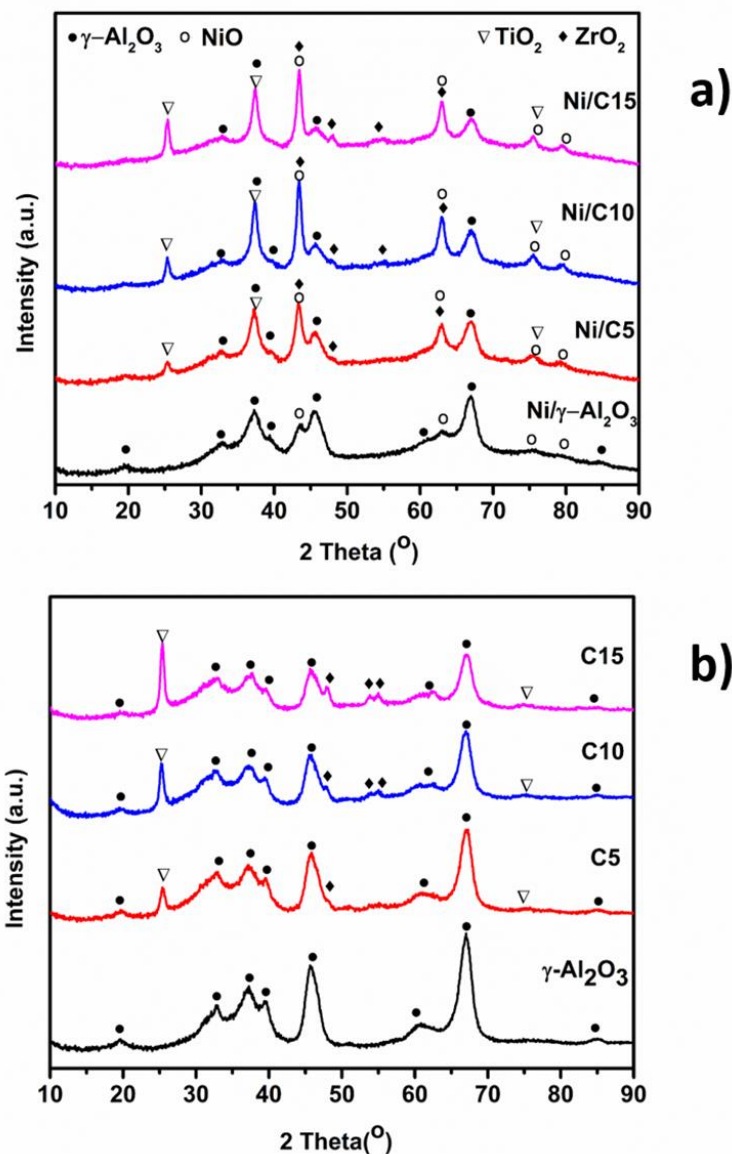 ● γ–Al₂O₃ ○ NiO ▽ TiO₂ ♦ ZrO₂
a)
Ni/C15
Ni/C10
Ni/C5
Ni/γ–Al₂O₃
Intensity (a.u.)
10 20 30 40 50 60 70 80 90
2 Theta (º)
b)
C15
C10
C5
γ-Al₂O₃
Intensity (a.u.)
10 20 30 40 50 60 70 80 90
2 Theta(º)